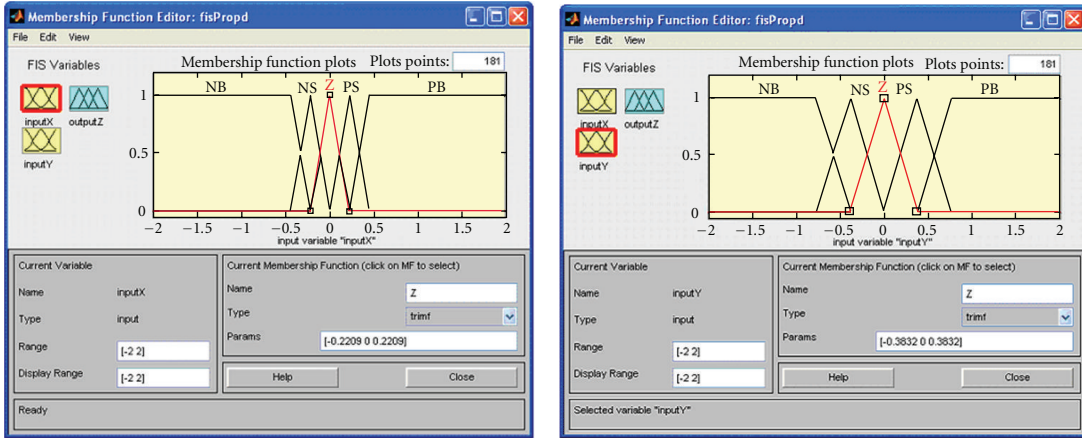 Membership Function Editor: fisPropd
File Edit View
FIS Variables
Membership function plots Plots points: 181
NB NS Z PS PB
inputX outputZ
inputY
1
0.5
0
−2 −1.5 −1 −0.5 0 0.5 1 1.5 2
input variable "inputX"
Current Variable
Name inputX
Type input
Range [-2 2]
Display Range [-2 2]
Current Membership Function (click on MF to select)
Name Z
Type trimf
Params [-0.2209 0 0.2209]
Help Close
Ready
Membership Function Editor: fisPropd
File Edit View
FIS Variables
Membership function plots Plots points: 181
NB NS Z PS PB
inputX outputZ
inputY
1
0.5
0
−2 −1.5 −1 −0.5 0 0.5 1 1.5 2
input variable "inputY"
Current Variable
Name inputY
Type input
Range [-2 2]
Display Range [-2 2]
Current Membership Function (click on MF to select)
Name Z
Type trimf
Params [-0.3832 0 0.3832]
Help Close
Selected variable "inputY"